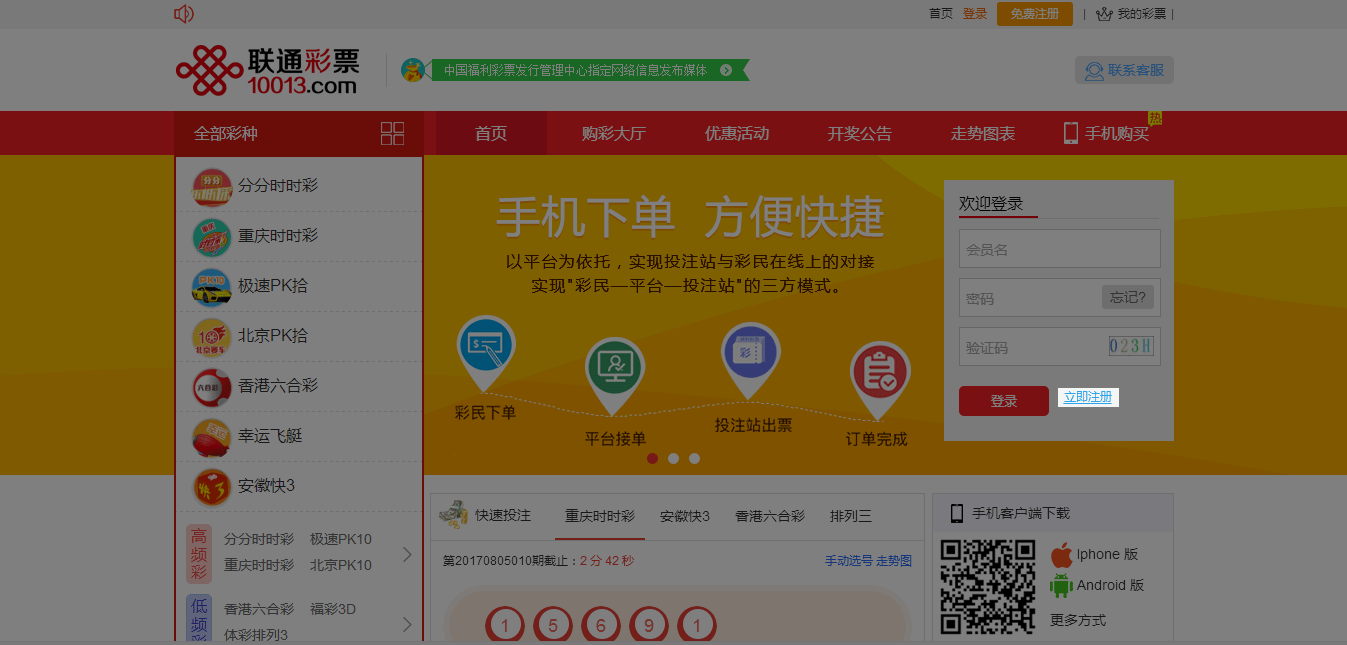 首页 登录 免费注册 | 我的彩票 |
联通彩票
10013.com
中国福利彩票发行管理中心指定网络信息发布媒体
联系客服
全部彩种 首页 购彩大厅 优惠活动 开奖公告 走势图表 手机购买 热
分分时时彩
重庆时时彩
极速PK拾
北京PK拾
香港六合彩
幸运飞艇
安徽快3
高频彩
分分时时彩 极速PK10
重庆时时彩 北京PK10
低频彩
香港六合彩 福彩3D
体彩排列3
手机下单 方便快捷
以平台为依托，实现投注站与彩民在线上的对接
实现"彩民—平台—投注站"的三方模式。
彩民下单
平台接单
投注站出票
订单完成
欢迎登录
会员名
密码 忘记?
验证码 023H
登录 立即注册
快速投注 重庆时时彩 安徽快3 香港六合彩 排列三
第20170805010期截止：2 分 42 秒 手动选号 走势图
1 5 6 9 1
手机客户端下载
Iphone 版
Android 版
更多方式